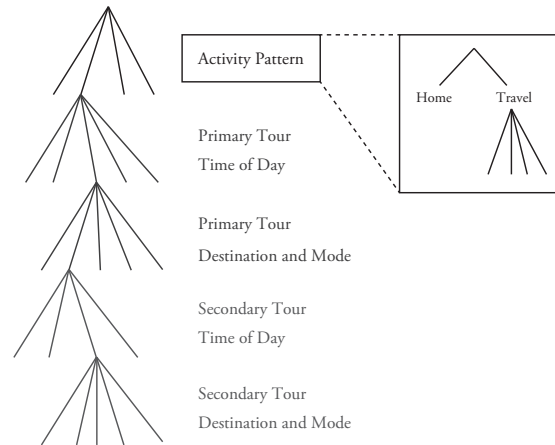 Activity Pattern
Home
Travel
Primary Tour
Time of Day
Primary Tour
Destination and Mode
Secondary Tour
Time of Day
Secondary Tour
Destination and Mode